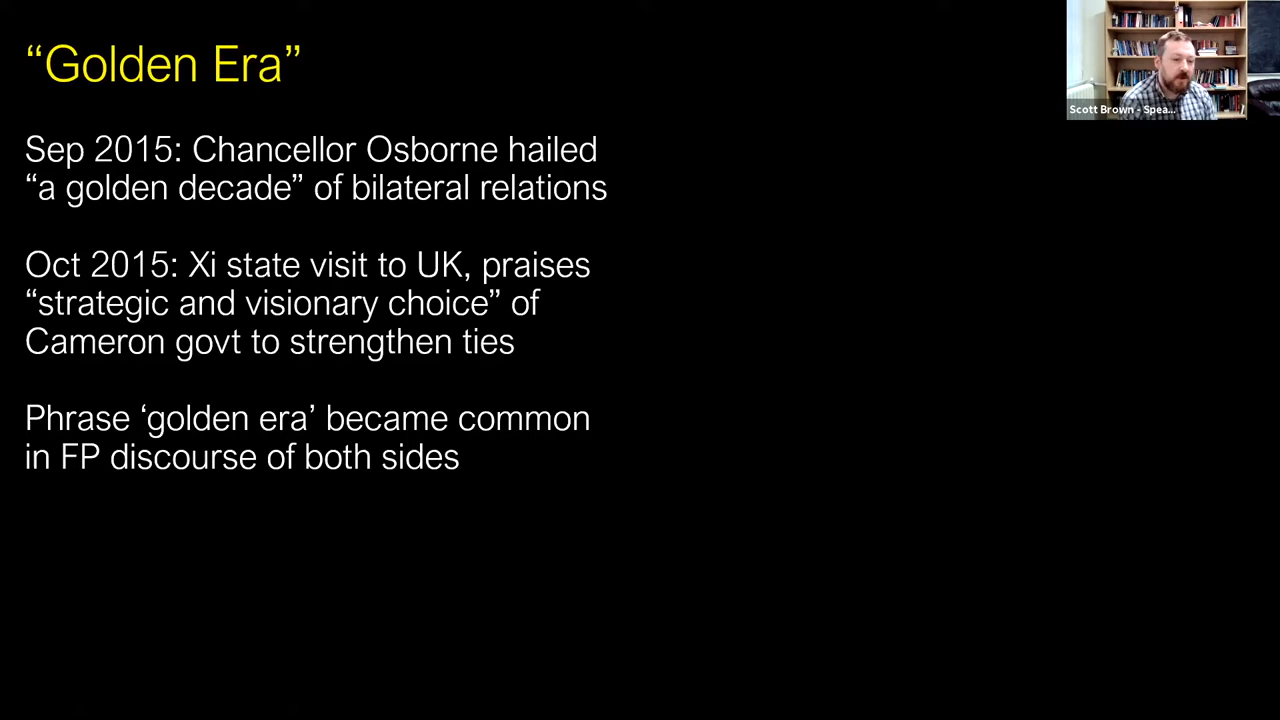 “Golden Era”
Sep 2015: Chancellor Osborne hailed
“a golden decade” of bilateral relations
Oct 2015: Xi state visit to UK, praises
“strategic and visionary choice” of
Cameron govt to strengthen ties
Phrase ‘golden era’ became common
in FP discourse of both sides
Scott Brown - Spea...